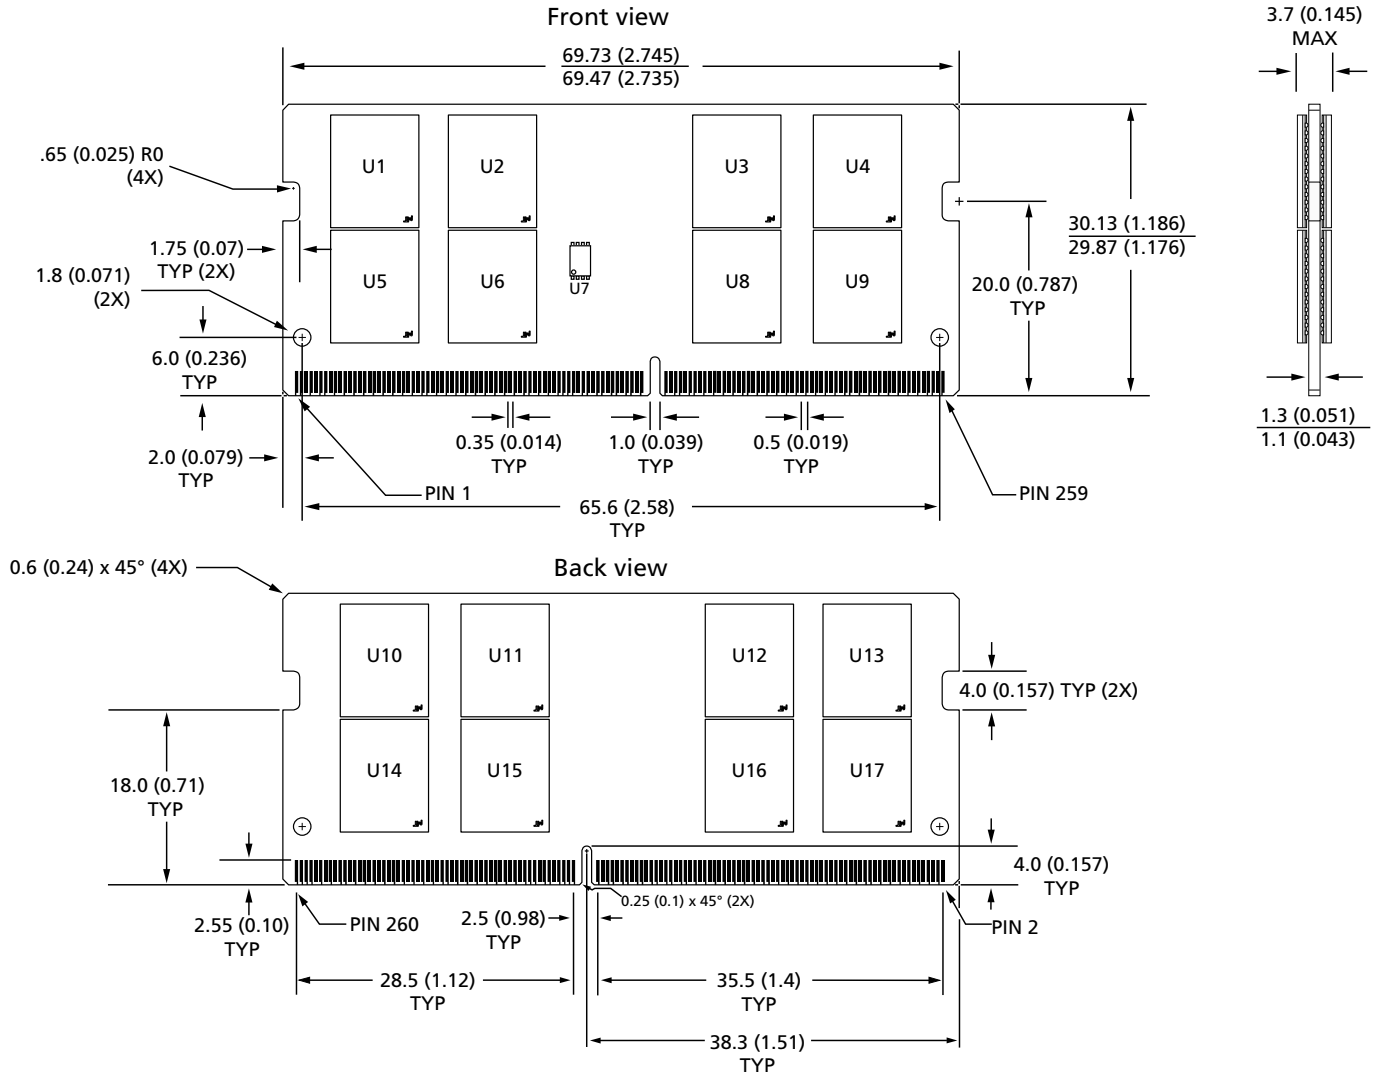 Front view
3.7 (0.145)
MAX
69.73 (2.745)
69.47 (2.735)
.65 (0.025) R0
(4X)
U1
U2
U3
U4
1.75 (0.07)
TYP (2X)
30.13 (1.186)
29.87 (1.176)
1.8 (0.071)
(2X)
U5
U6
U7
U8
U9
20.0 (0.787)
TYP
6.0 (0.236)
TYP
1.3 (0.051)
1.1 (0.043)
0.35 (0.014)
TYP
1.0 (0.039)
TYP
0.5 (0.019)
TYP
2.0 (0.079)
TYP
PIN 1
PIN 259
65.6 (2.58)
TYP
Back view
0.6 (0.24) x 45° (4X)
U10
U11
U12
U13
4.0 (0.157) TYP (2X)
18.0 (0.71)
TYP
U14
U15
U16
U17
4.0 (0.157)
TYP
0.25 (0.1) x 45° (2X)
2.55 (0.10)
TYP
PIN 260
2.5 (0.98)
TYP
PIN 2
28.5 (1.12)
TYP
35.5 (1.4)
TYP
38.3 (1.51)
TYP